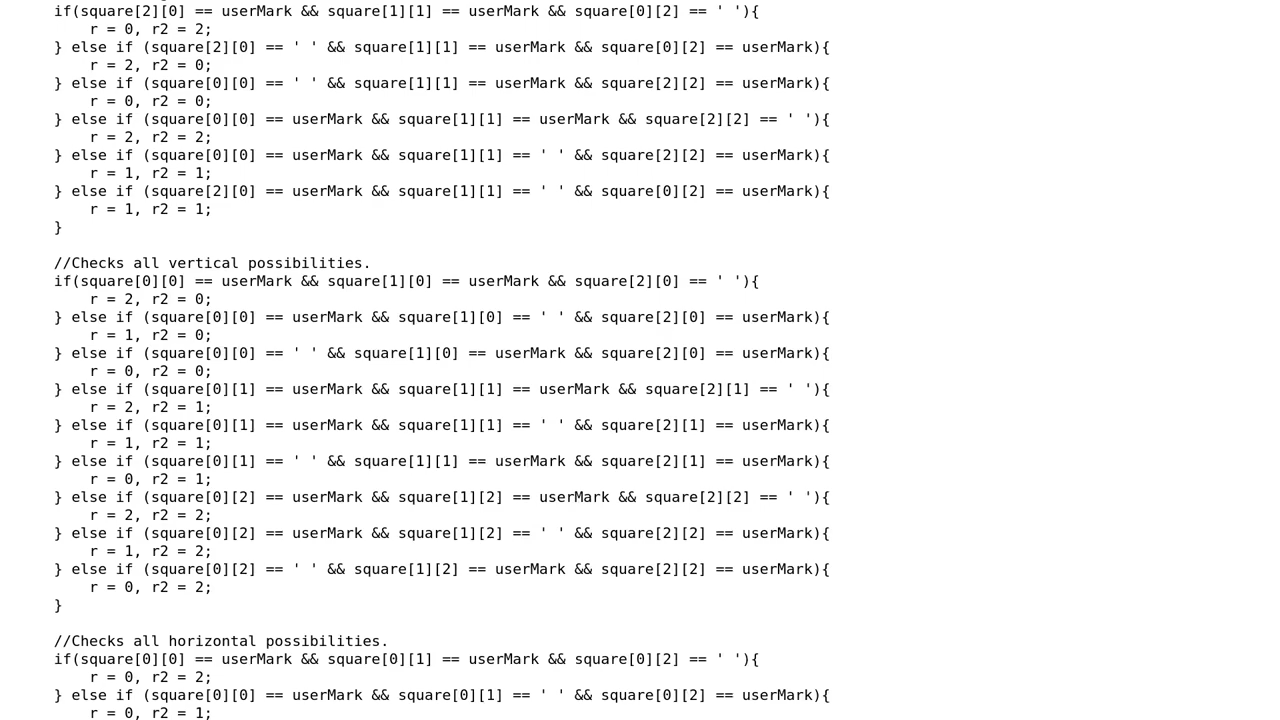 if(square[2][0] == userMark && square[1][1] == userMark && square[0][2] == ' '){
    r = 0, r2 = 2;
} else if (square[2][0] == ' ' && square[1][1] == userMark && square[0][2] == userMark){
    r = 2, r2 = 0;
} else if (square[0][0] == ' ' && square[1][1] == userMark && square[2][2] == userMark){
    r = 0, r2 = 0;
} else if (square[0][0] == userMark && square[1][1] == userMark && square[2][2] == ' '){
    r = 2, r2 = 2;
} else if (square[0][0] == userMark && square[1][1] == ' ' && square[2][2] == userMark){
    r = 1, r2 = 1;
} else if (square[2][0] == userMark && square[1][1] == ' ' && square[0][2] == userMark){
    r = 1, r2 = 1;
}

//Checks all vertical possibilities.
if(square[0][0] == userMark && square[1][0] == userMark && square[2][0] == ' '){
    r = 2, r2 = 0;
} else if (square[0][0] == userMark && square[1][0] == ' ' && square[2][0] == userMark){
    r = 1, r2 = 0;
} else if (square[0][0] == ' ' && square[1][0] == userMark && square[2][0] == userMark){
    r = 0, r2 = 0;
} else if (square[0][1] == userMark && square[1][1] == userMark && square[2][1] == ' '){
    r = 2, r2 = 1;
} else if (square[0][1] == userMark && square[1][1] == ' ' && square[2][1] == userMark){
    r = 1, r2 = 1;
} else if (square[0][1] == ' ' && square[1][1] == userMark && square[2][1] == userMark){
    r = 0, r2 = 1;
} else if (square[0][2] == userMark && square[1][2] == userMark && square[2][2] == ' '){
    r = 2, r2 = 2;
} else if (square[0][2] == userMark && square[1][2] == ' ' && square[2][2] == userMark){
    r = 1, r2 = 2;
} else if (square[0][2] == ' ' && square[1][2] == userMark && square[2][2] == userMark){
    r = 0, r2 = 2;
}

//Checks all horizontal possibilities.
if(square[0][0] == userMark && square[0][1] == userMark && square[0][2] == ' '){
    r = 0, r2 = 2;
} else if (square[0][0] == userMark && square[0][1] == ' ' && square[0][2] == userMark){
    r = 0, r2 = 1;